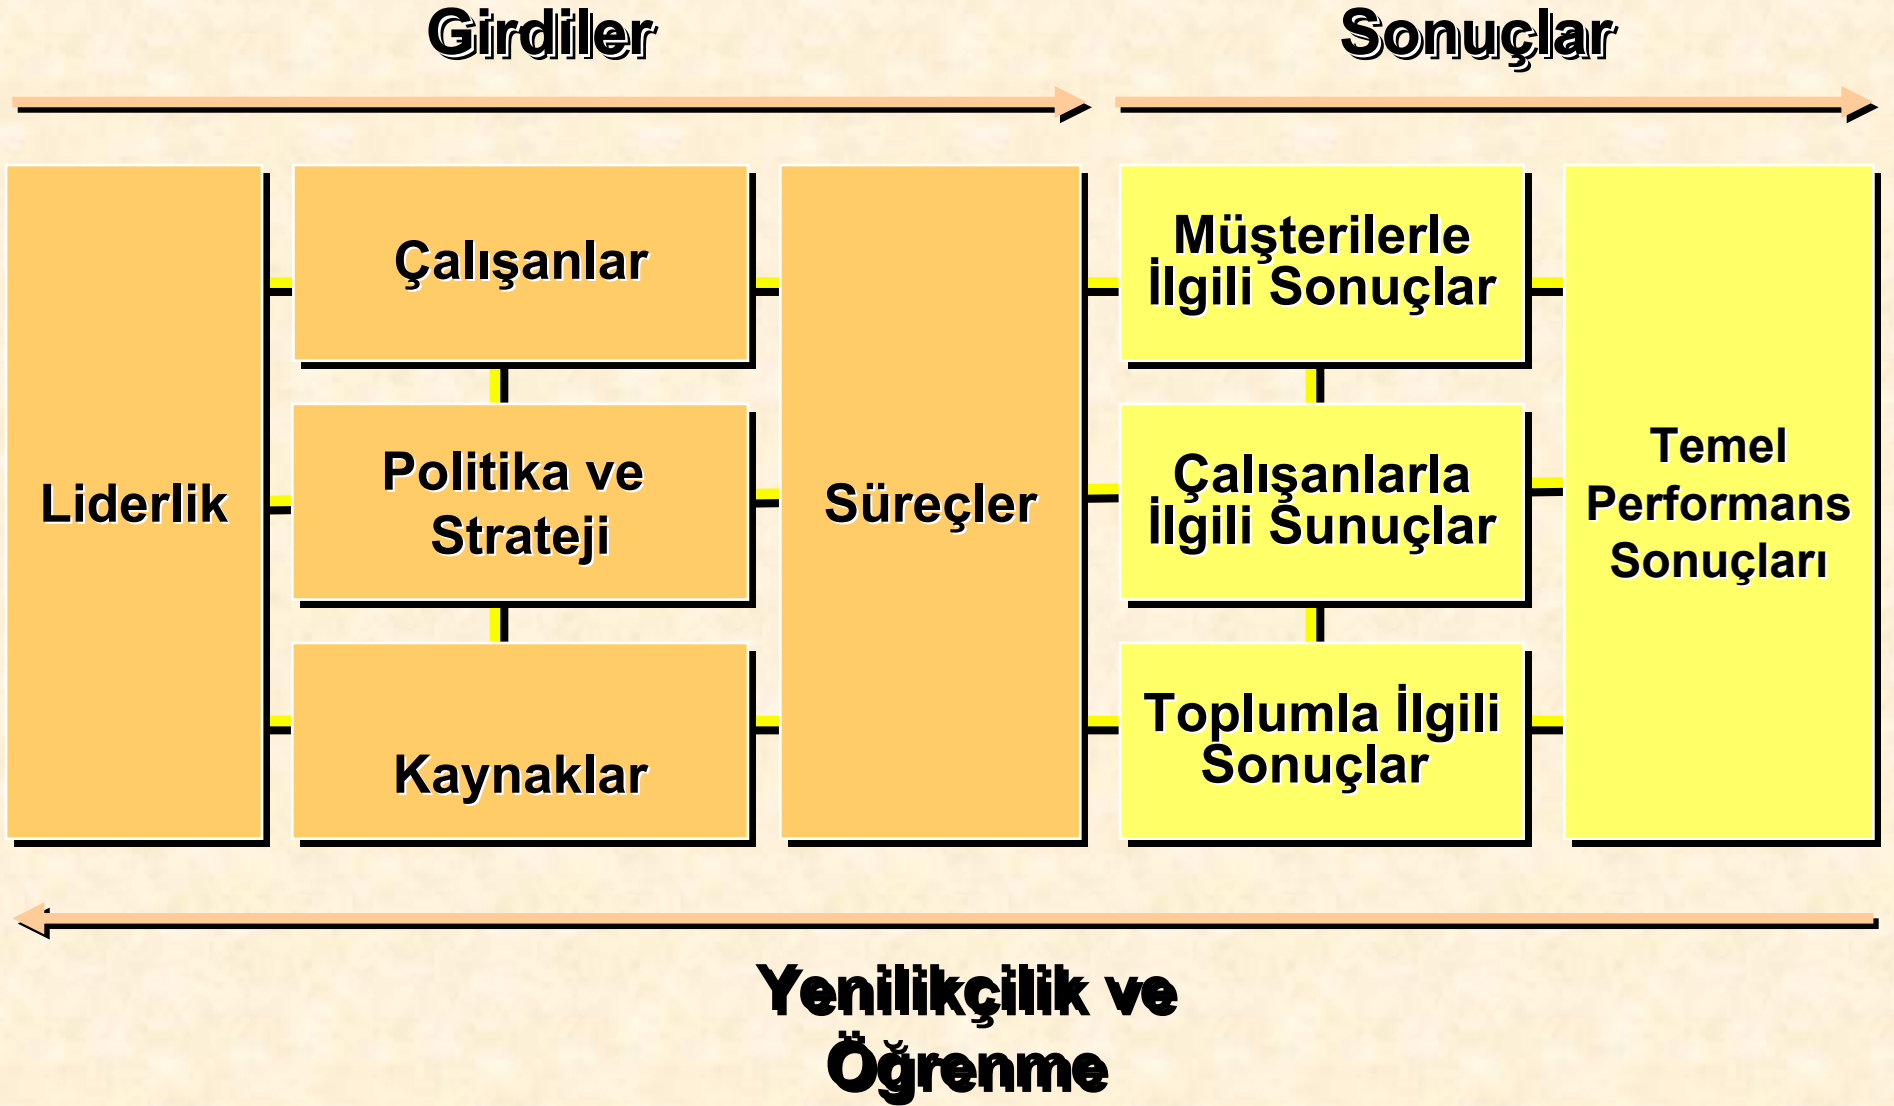 Girdiler
Sonuçlar
Liderlik
Çalışanlar
Politika ve
Strateji
Kaynaklar
Süreçler
Müşterilerle
İlgili Sonuçlar
Çalışanlarla
İlgili Sunuçlar
Toplumla İlgili
Sonuçlar
Temel
Performans
Sonuçları
Yenilikçilik ve
Öğrenme